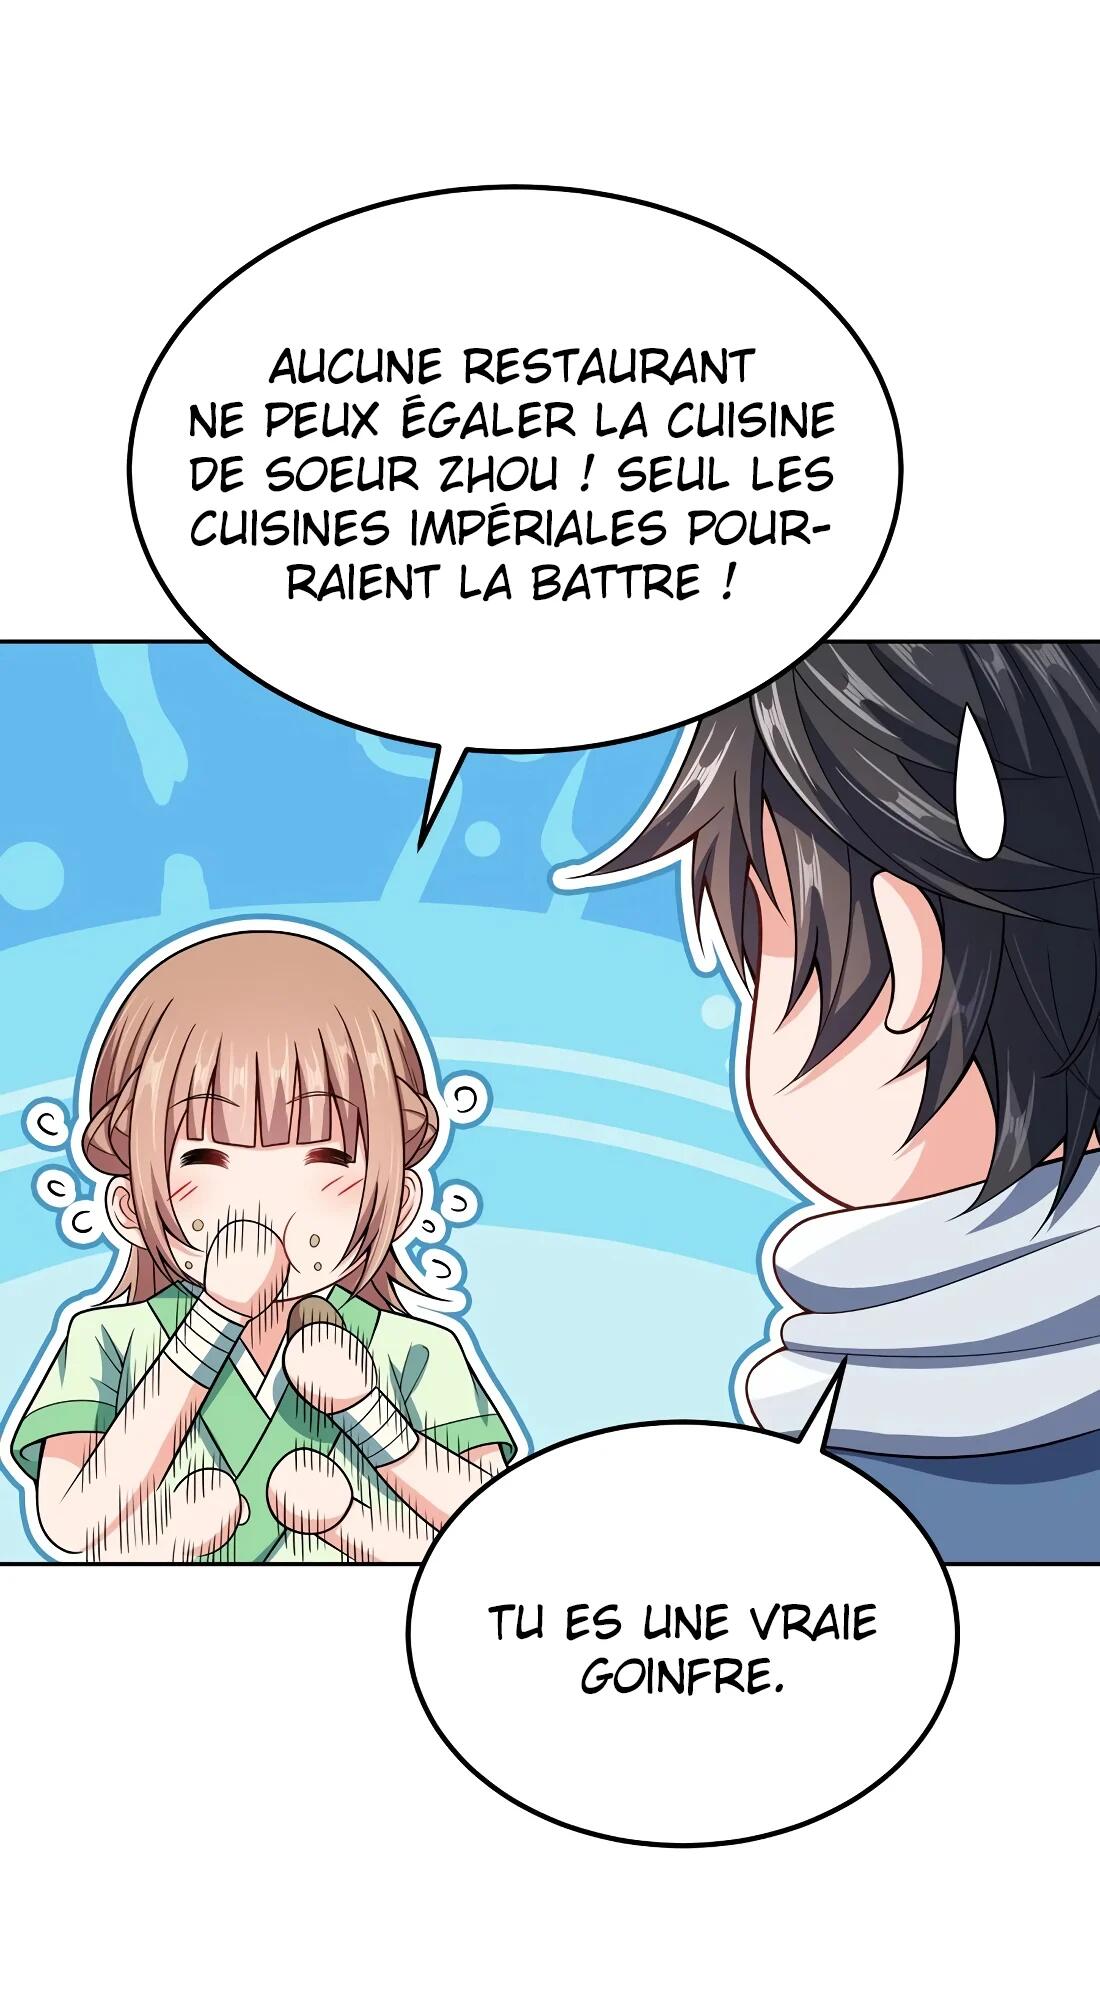 AUCUNE RESTAURANT
NE PEUX ÉGALER LA CUISINE
DE SOEUR ZHOU ! SEUL LES
CUISINES IMPÉRIALES POUR-
RAIENT LA BATTRE !
TU ES UNE VRAIE
GOINFRE.